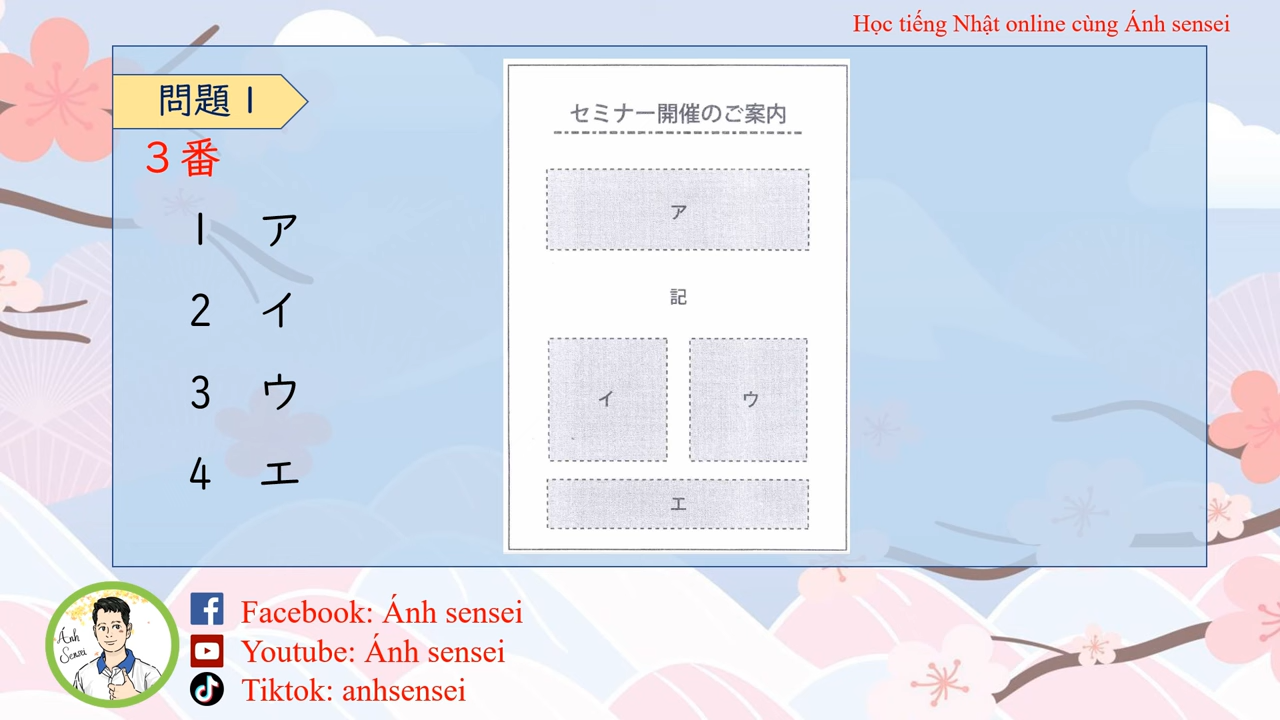 Học tiếng Nhật online cùng Ánh sensei
問題1
3番
1 ア
2 イ
3 ウ
4 エ
セミナー開催のご案内
ア
記
イ ウ
エ
Ánh Sensei
Facebook: Ánh sensei
Youtube: Ánh sensei
Tiktok: anhsensei